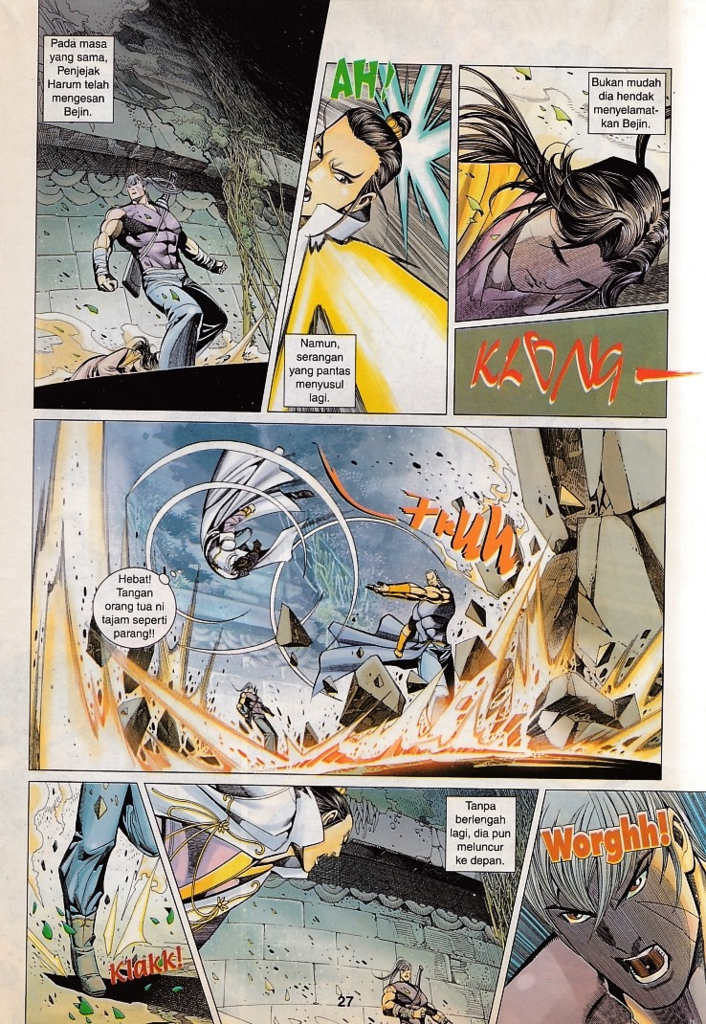 Pada masa
yang sama,
Penjejak
Harum telah
mengesan
Bejin.
AH!
Bukan mudah
dia hendak
menyelamat-
kan Bejin.
Namun,
serangan
yang pantas
menyusul
lagi.
KLANG
Hebat!
Tangan
orang tua ni
tajam seperti
parang!!
Tanpa
berlengah
lagi, dia pun
meluncur
ke depan.
Worghh!
Klakk!
27